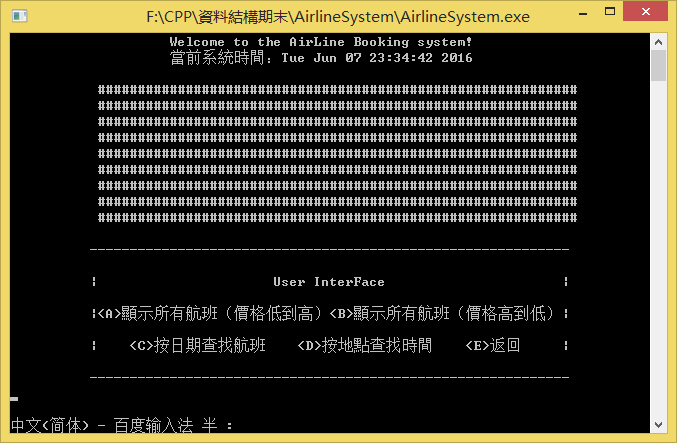 F:\CPP\資料結構期末\AirlineSystem\AirlineSystem.exe
Welcome to the AirLine Booking system!
當前系統時間：Tue Jun 07 23:34:42 2016
############################################################
############################################################
############################################################
############################################################
############################################################
############################################################
############################################################
############################################################
############################################################
------------------------------------------------------------
¦ User InterFace ¦
¦<A>顯示所有航班（價格低到高）<B>顯示所有航班（價格高到低）¦
¦ <C>按日期查找航班 <D>按地點查找時間 <E>返回 ¦
------------------------------------------------------------
中文(简体) - 百度输入法 半 :